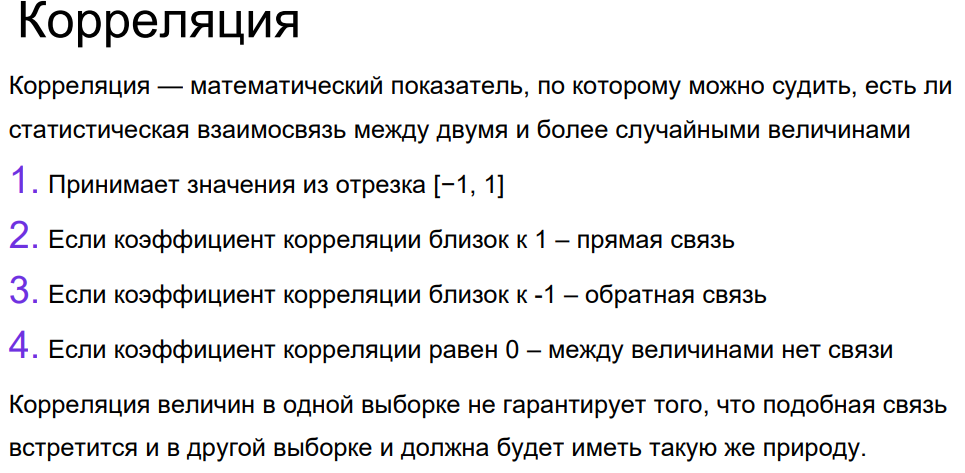 Корреляция
Корреляция — математический показатель, по которому можно судить, есть ли
статистическая взаимосвязь между двумя и более случайными величинами
1. Принимает значения из отрезка [−1, 1]
2. Если коэффициент корреляции близок к 1 – прямая связь
3. Если коэффициент корреляции близок к -1 – обратная связь
4. Если коэффициент корреляции равен 0 – между величинами нет связи
Корреляция величин в одной выборке не гарантирует того, что подобная связь
встретится и в другой выборке и должна будет иметь такую же природу.